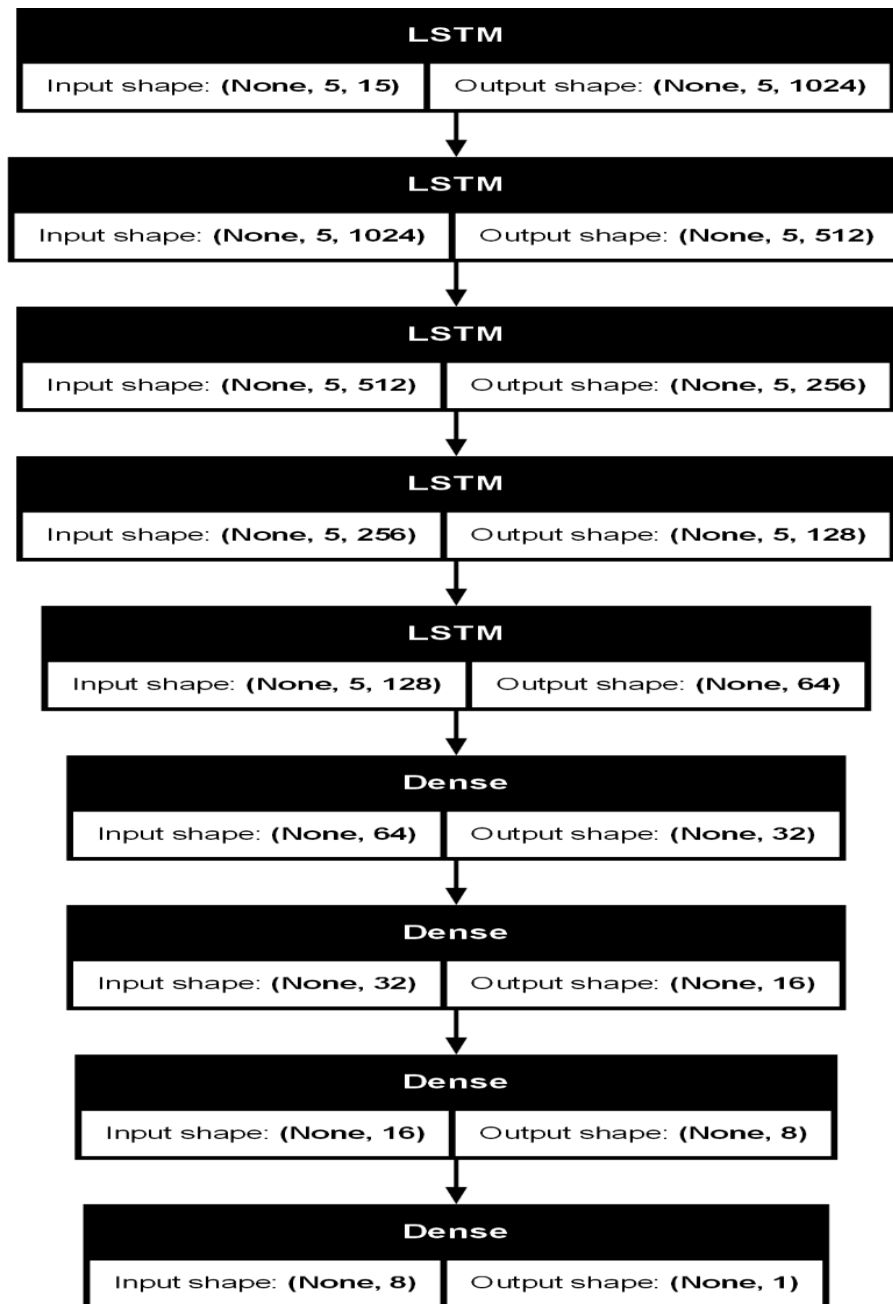 LSTM
Input shape: (None, 5, 15) Output shape: (None, 5, 1024)
LSTM
Input shape: (None, 5, 1024) Output shape: (None, 5, 512)
LSTM
Input shape: (None, 5, 512) Output shape: (None, 5, 256)
LSTM
Input shape: (None, 5, 256) Output shape: (None, 5, 128)
LSTM
Input shape: (None, 5, 128) Output shape: (None, 64)
Dense
Input shape: (None, 64) Output shape: (None, 32)
Dense
Input shape: (None, 32) Output shape: (None, 16)
Dense
Input shape: (None, 16) Output shape: (None, 8)
Dense
Input shape: (None, 8) Output shape: (None, 1)